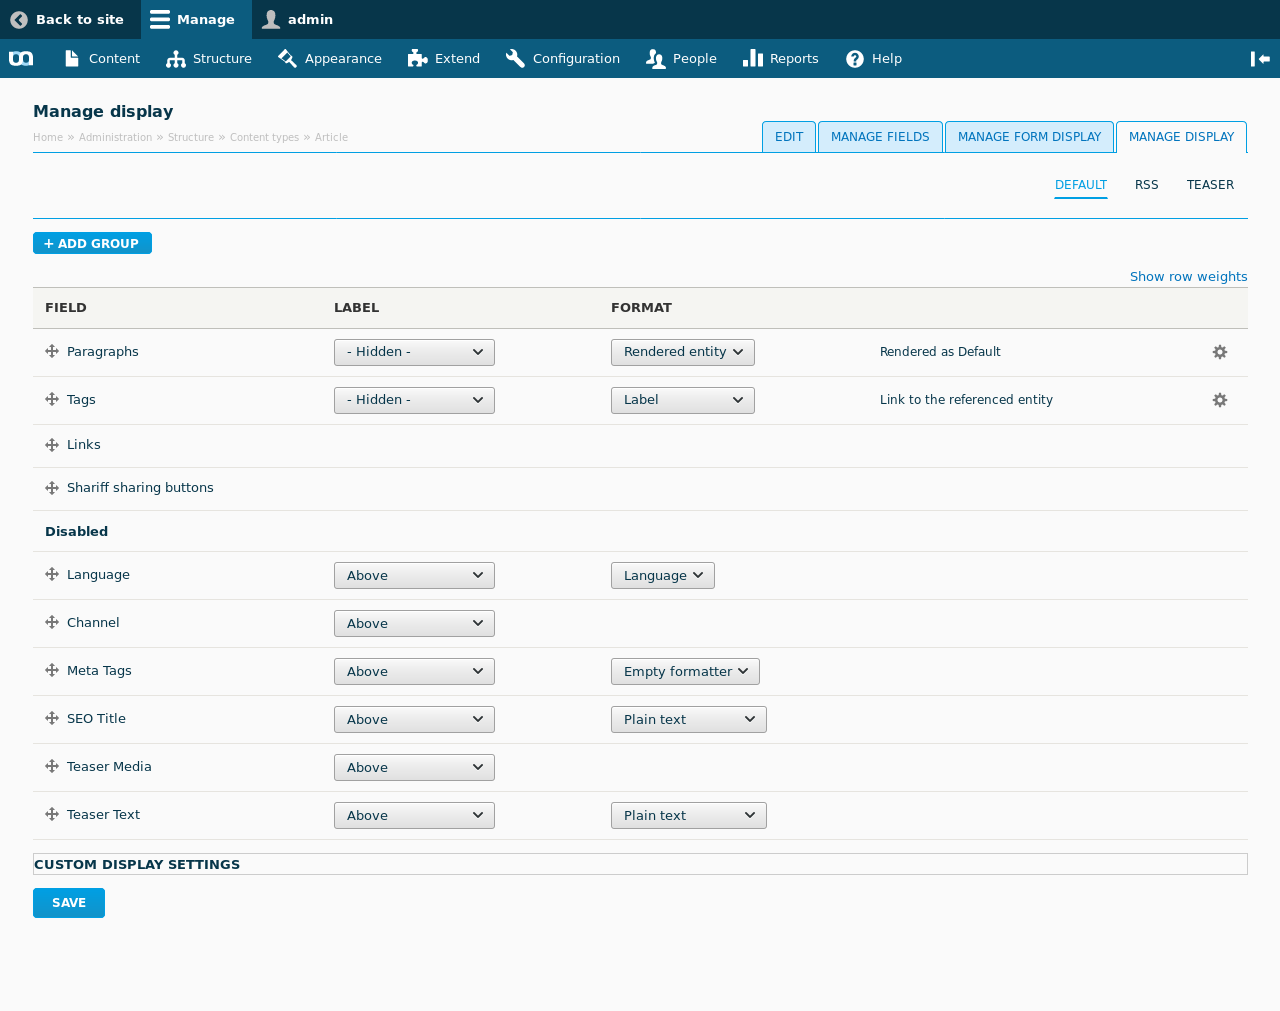 Back to site Manage admin
Content Structure Appearance Extend Configuration People Reports Help
Manage display
Home » Administration » Structure » Content types » Article
EDIT MANAGE FIELDS MANAGE FORM DISPLAY MANAGE DISPLAY
DEFAULT RSS TEASER
+ ADD GROUP
Show row weights
FIELD LABEL FORMAT
Paragraphs - Hidden - Rendered entity Rendered as Default
Tags - Hidden - Label Link to the referenced entity
Links
Shariff sharing buttons
Disabled
Language Above Language
Channel Above
Meta Tags Above Empty formatter
SEO Title Above Plain text
Teaser Media Above
Teaser Text Above Plain text
CUSTOM DISPLAY SETTINGS
SAVE